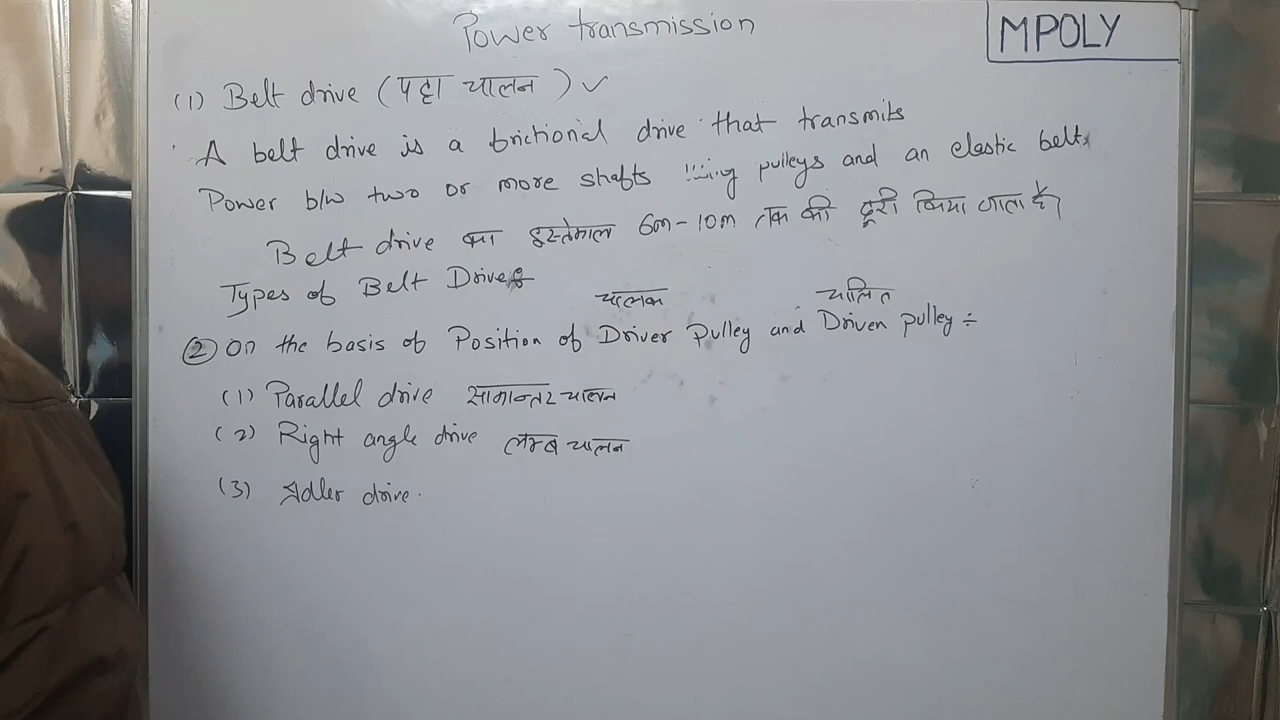 Power transmission
MPOLY
(1) Belt drive (पट्टा चालन) ✓
A belt drive is a frictional drive that transmits
Power b/w two or more shafts using pulleys and an elastic belt.
Belt drive का इस्तेमाल 6m-10m तक की दूरी किया जाता है।
Types of Belt Drive
चालक चालित
② On the basis of Position of Driver Pulley and Driven pulley ÷
(1) Parallel drive सामान्तर चालन
(2) Right angle drive लम्ब चालन
(3) Idler drive.